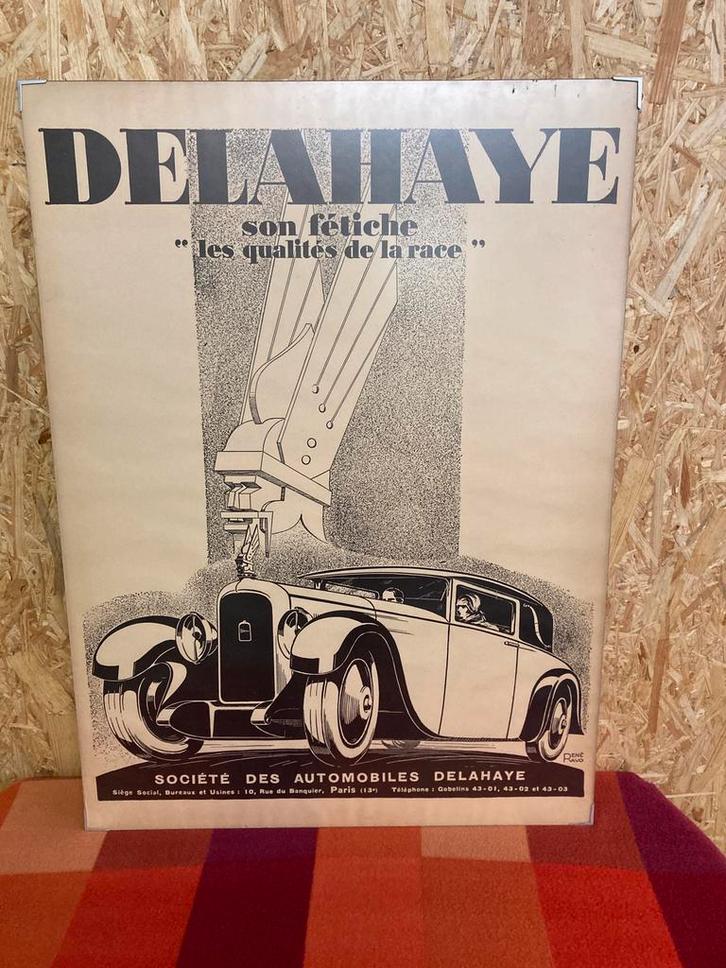 DELAHAYE
son fétiche
“ les qualités de la race ”
RENÉ
RAVO
SOCIÉTÉ DES AUTOMOBILES DELAHAYE
Siège Social, Bureaux et Usines : 10, Rue du Banquier, Paris (13e) Téléphone : Gobelins 43-01, 43-02 et 43-03